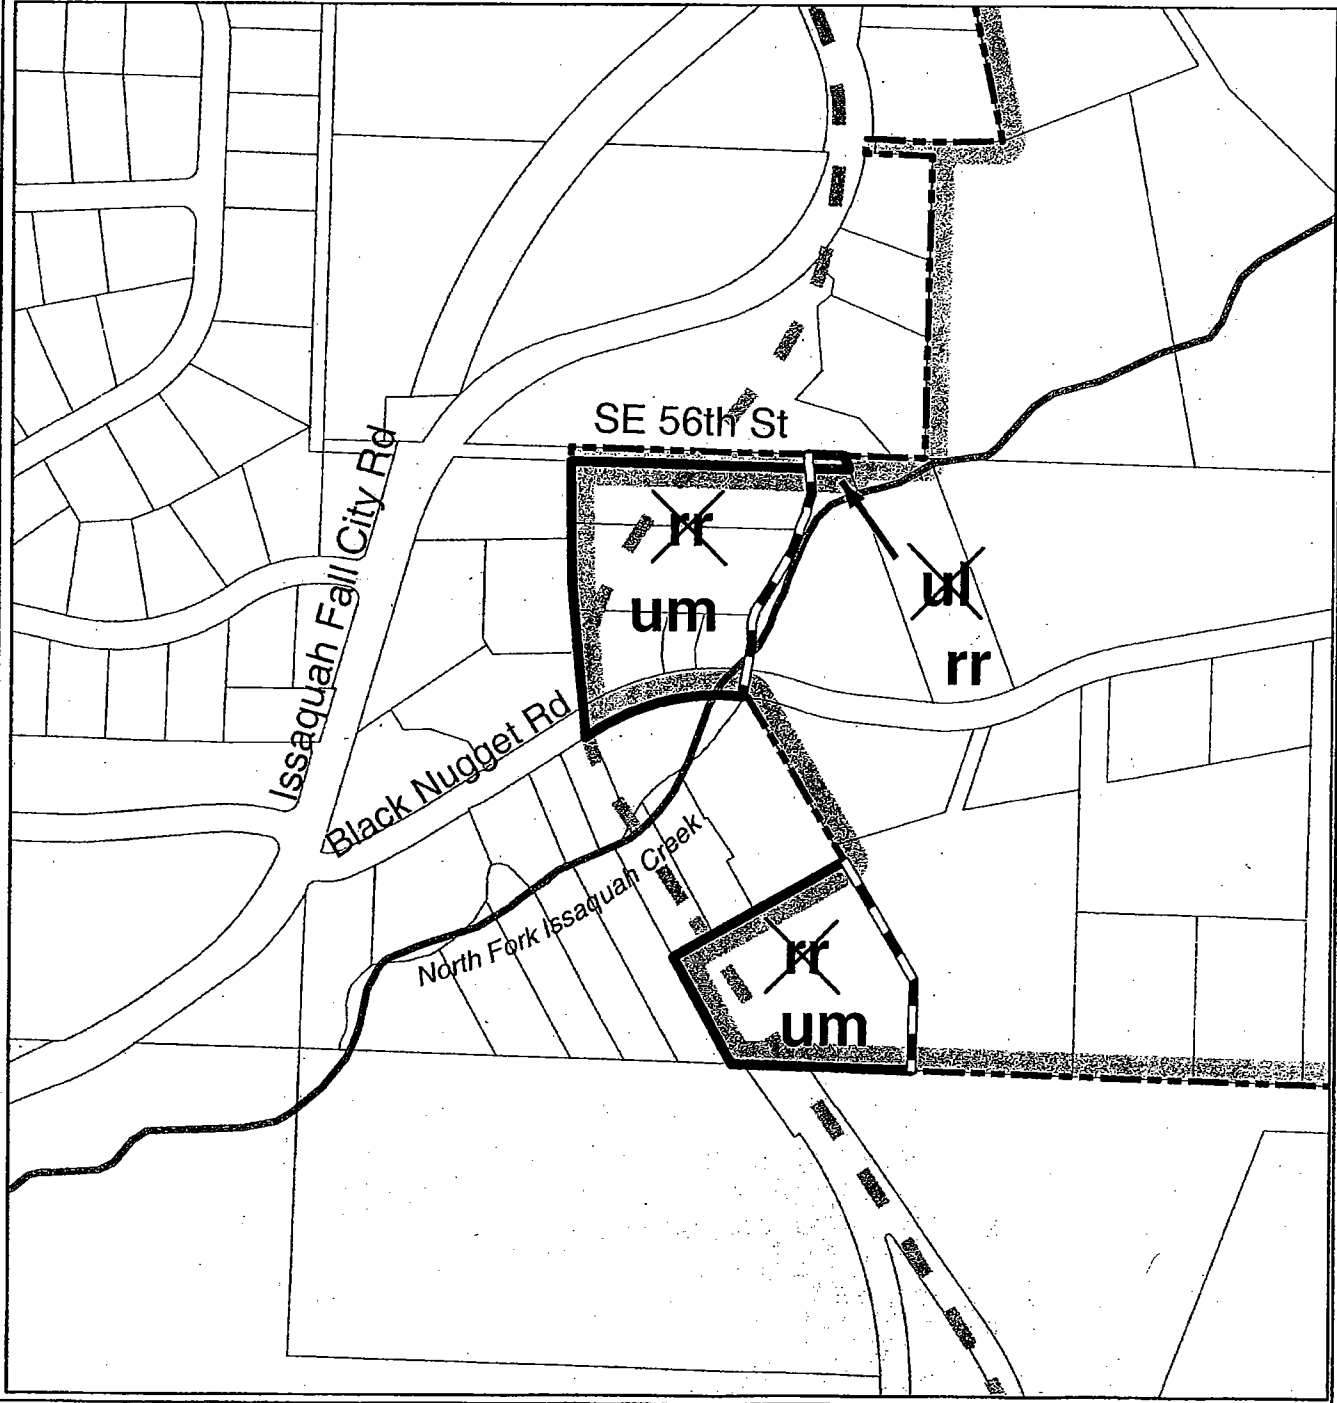 SE 56th St
Issaquah Fall City Rd
rr
um
ul
rr
Black Nugget Rd
North Fork Issaquah Creek
rr
um